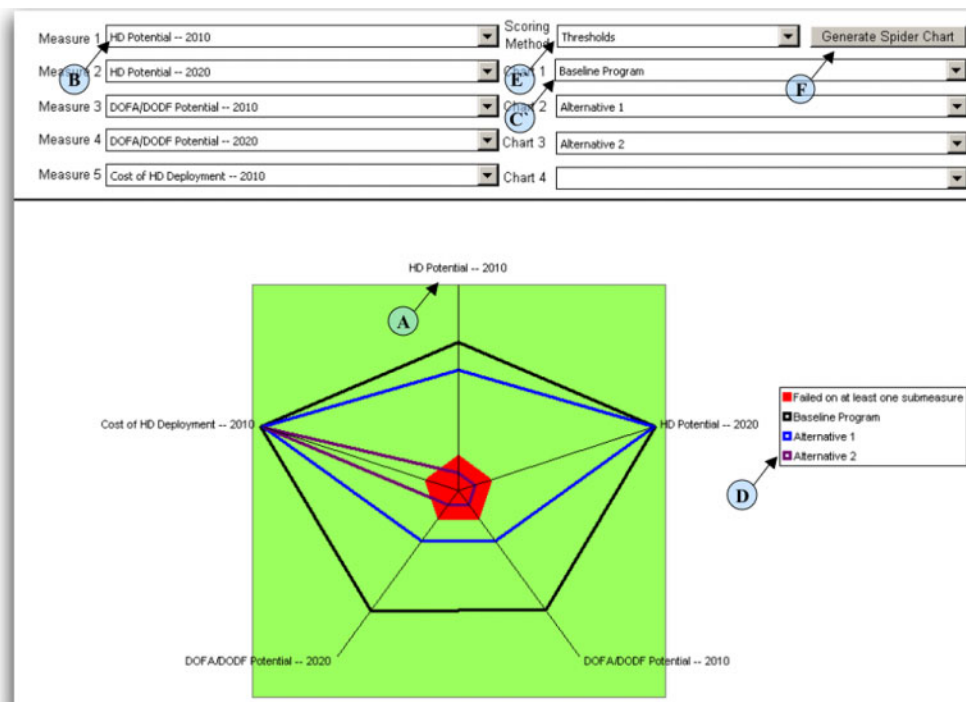 Measure 1 HD Potential -- 2010
Scoring Method Thresholds
Generate Spider Chart
B
E
F
Measure 2 HD Potential -- 2020
Chart 1 Baseline Program
C
Measure 3 DOFA/DODF Potential -- 2010
Chart 2 Alternative 1
Measure 4 DOFA/DODF Potential -- 2020
Chart 3 Alternative 2
Measure 5 Cost of HD Deployment -- 2010
Chart 4
HD Potential -- 2010
A
Cost of HD Deployment -- 2010
HD Potential -- 2020
Failed on at least one submeasure
Baseline Program
Alternative 1
Alternative 2
D
DOFA/DODF Potential -- 2020
DOFA/DODF Potential -- 2010